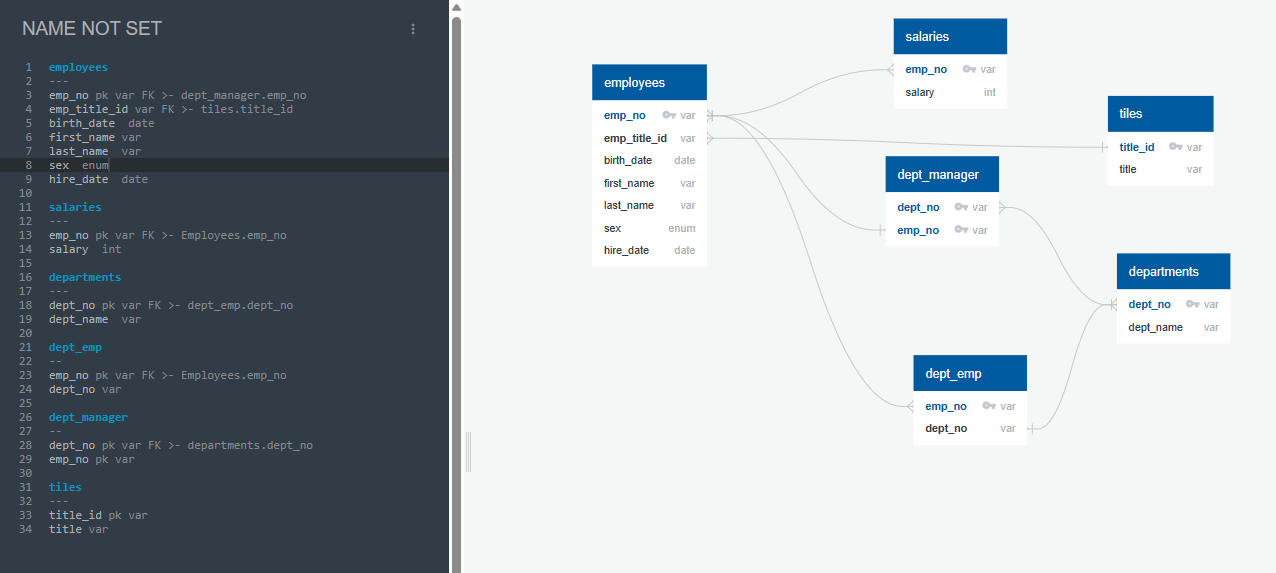 NAME NOT SET
1 employees
2 ---
3 emp_no pk var FK >- dept_manager.emp_no
4 emp_title_id var FK >- tiles.title_id
5 birth_date  date
6 first_name var
7 last_name  var
8 sex  enum
9 hire_date  date
10
11 salaries
12 ---
13 emp_no pk var FK >- Employees.emp_no
14 salary  int
15
16 departments
17 ---
18 dept_no pk var FK >- dept_emp.dept_no
19 dept_name  var
20
21 dept_emp
22 --
23 emp_no pk var FK >- Employees.emp_no
24 dept_no var
25
26 dept_manager
27 --
28 dept_no pk var FK >- departments.dept_no
29 emp_no pk var
30
31 tiles
32 ---
33 title_id pk var
34 title var
employees
emp_no var
emp_title_id var
birth_date date
first_name var
last_name var
sex enum
hire_date date
salaries
emp_no var
salary int
tiles
title_id var
title var
dept_manager
dept_no var
emp_no var
departments
dept_no var
dept_name var
dept_emp
emp_no var
dept_no var